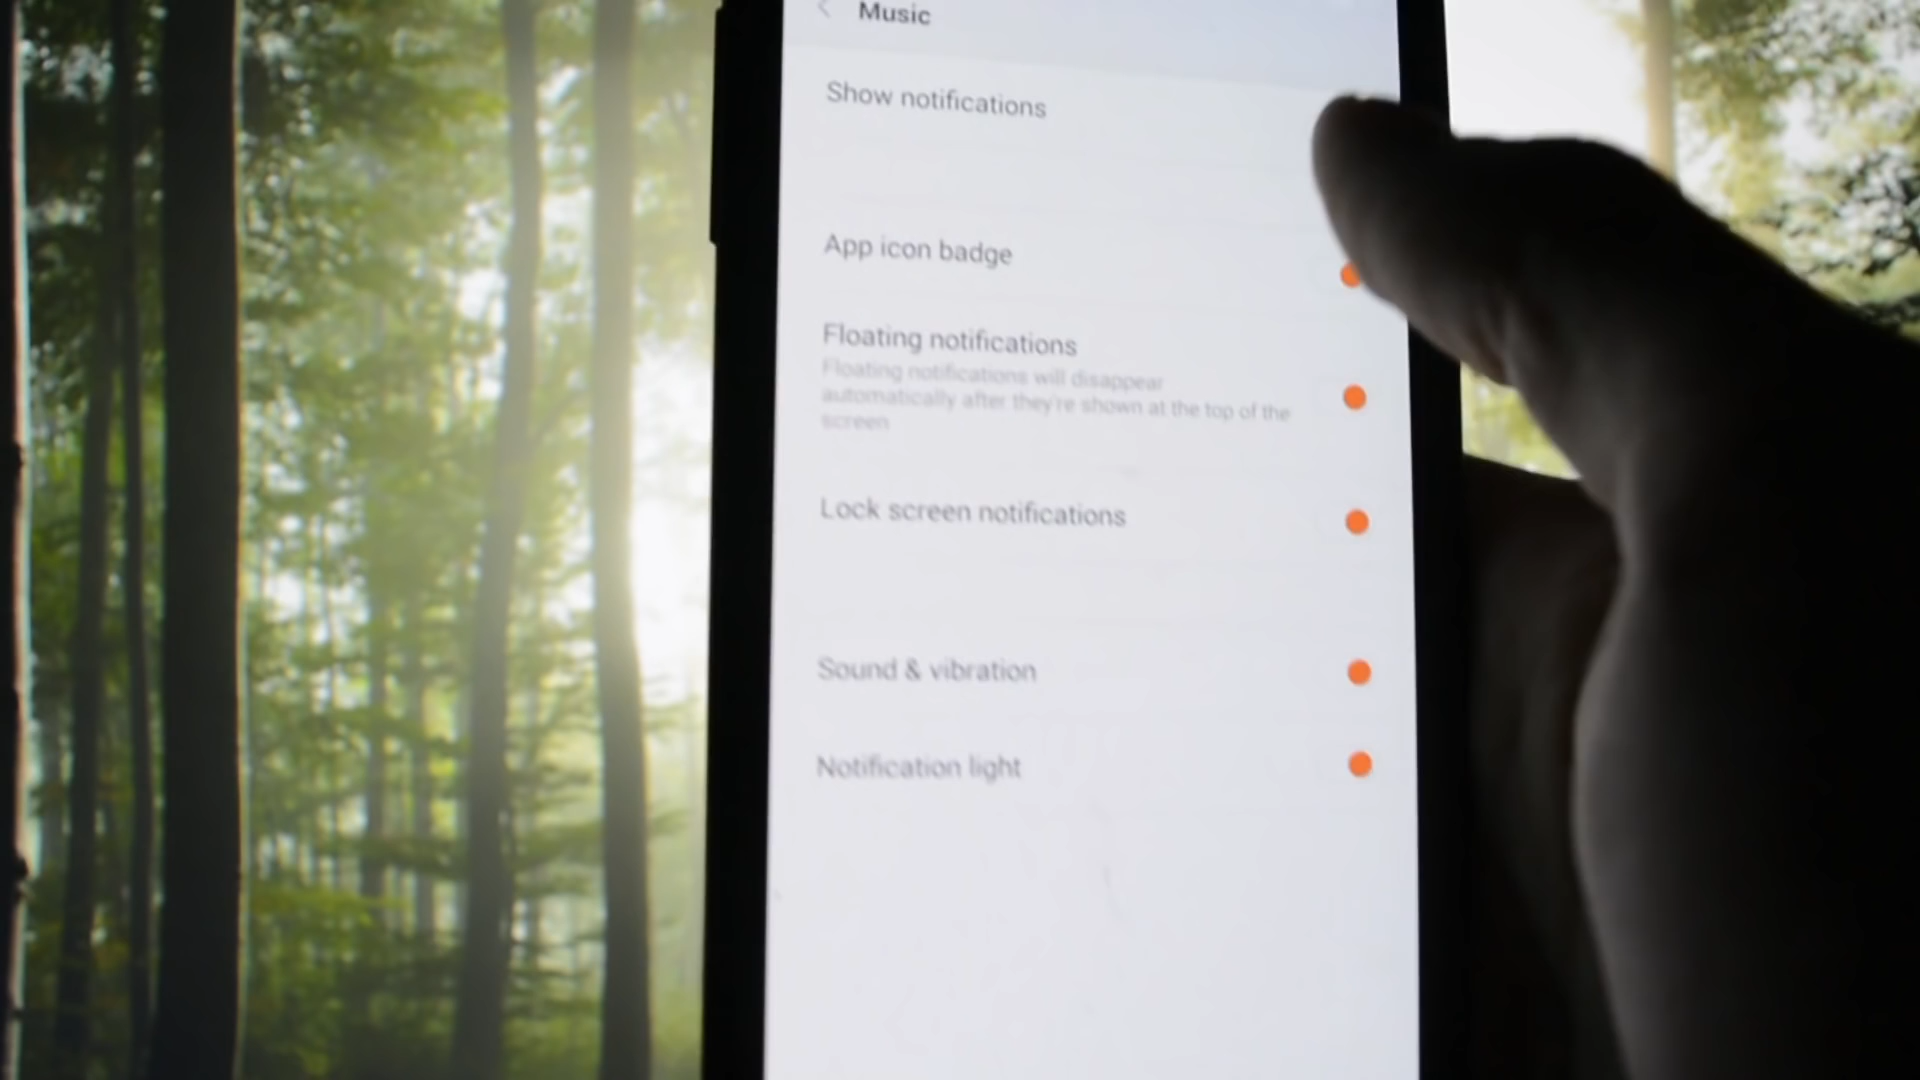 Music
Show notifications
App icon badge
Floating notifications
Floating notifications will disappear
automatically after they're shown at the top of the
screen
Lock screen notifications
Sound & vibration
Notification light